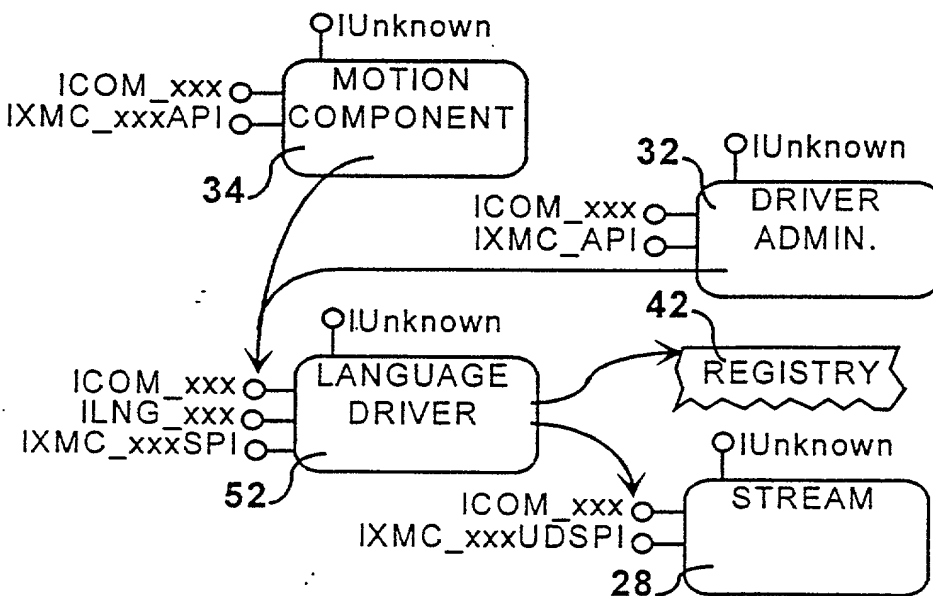 IUnknown
ICOM_xxx
IXMC_xxxAPI
MOTION
COMPONENT
34
32
IUnknown
ICOM_xxx
IXMC_API
DRIVER
ADMIN.
42
REGISTRY
IUnknown
ICOM_xxx
ILNG_xxx
IXMC_xxxSPI
LANGUAGE
DRIVER
52
IUnknown
ICOM_xxx
IXMC_xxxUDSPI
STREAM
28